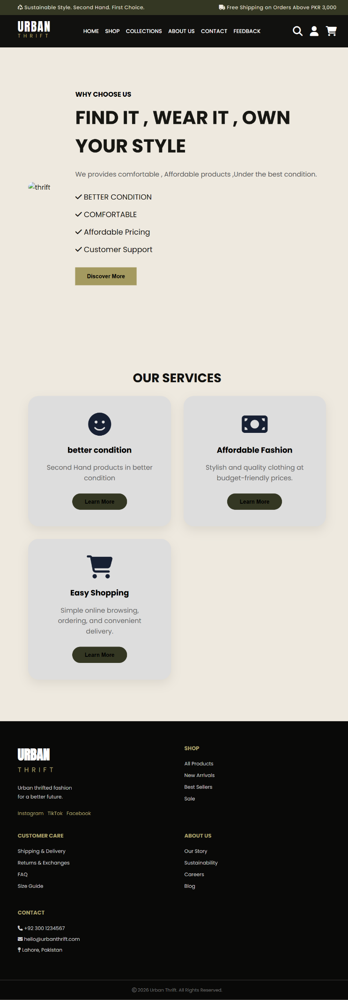 Sustainable Style. Second Hand. First Choice.
Free Shipping on Orders Above PKR 3,000
URBAN
THRIFT
HOME SHOP COLLECTIONS ABOUT US CONTACT FEEDBACK
WHY CHOOSE US
FIND IT , WEAR IT , OWN
YOUR STYLE
We provides comfortable , Affordable products ,Under the best condition.
thrift
BETTER CONDITION
COMFORTABLE
Affordable Pricing
Customer Support
Discover More
OUR SERVICES
better condition
Second Hand products in better
condition
Learn More
Affordable Fashion
Stylish and quality clothing at
budget-friendly prices.
Learn More
Easy Shopping
Simple online browsing,
ordering, and convenient
delivery.
Learn More
URBAN
THRIFT
Urban thrifted fashion
for a better future.
Instagram TikTok Facebook
SHOP
All Products
New Arrivals
Best Sellers
Sale
CUSTOMER CARE
Shipping & Delivery
Returns & Exchanges
FAQ
Size Guide
ABOUT US
Our Story
Sustainability
Careers
Blog
CONTACT
+92 300 1234567
hello@urbanthrift.com
Lahore, Pakistan
© 2026 Urban Thrift. All Rights Reserved.